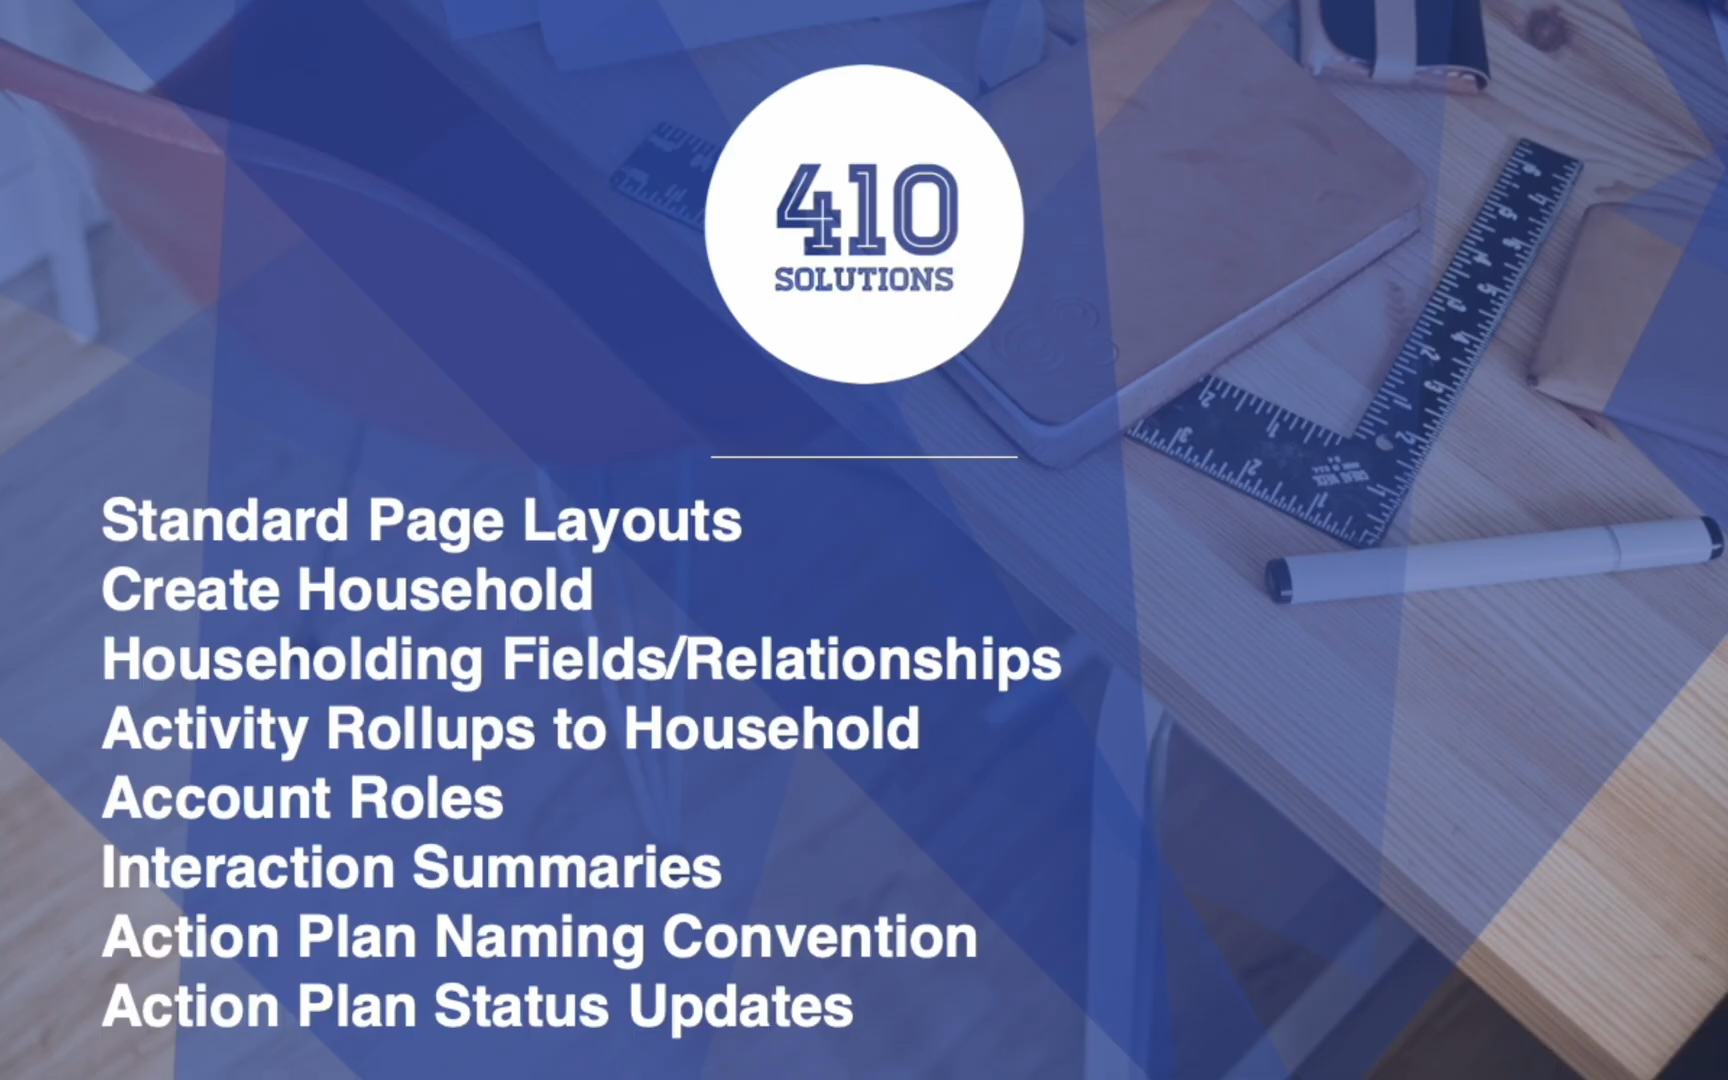 410
SOLUTIONS
Standard Page Layouts
Create Household
Householding Fields/Relationships
Activity Rollups to Household
Account Roles
Interaction Summaries
Action Plan Naming Convention
Action Plan Status Updates